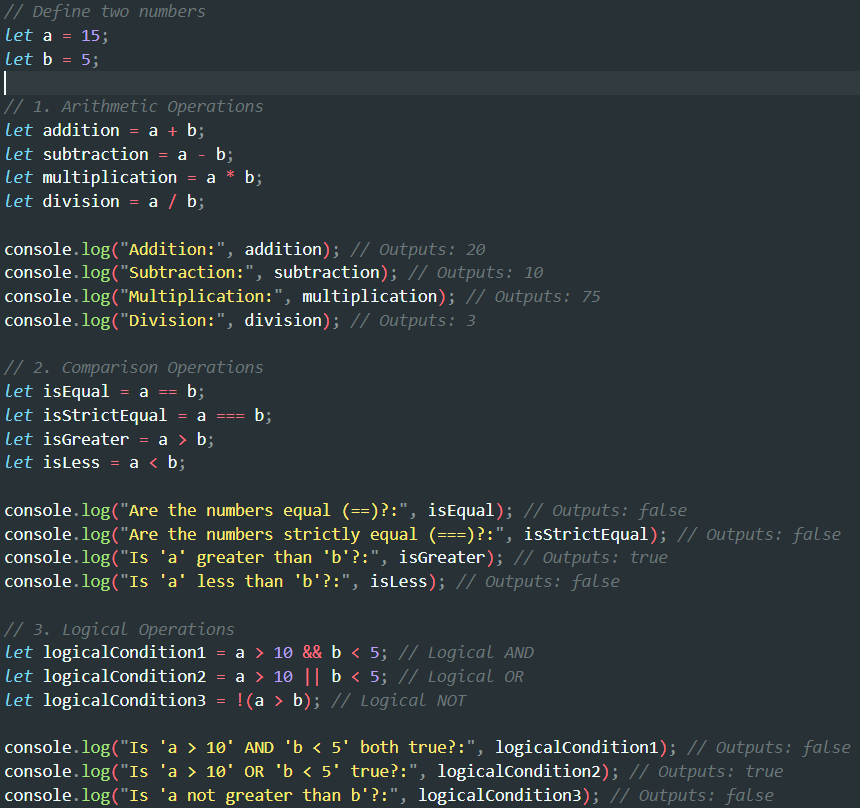 // Define two numbers
let a = 15;
let b = 5;
// 1. Arithmetic Operations
let addition = a + b;
let subtraction = a - b;
let multiplication = a * b;
let division = a / b;
console.log("Addition:", addition); // Outputs: 20
console.log("Subtraction:", subtraction); // Outputs: 10
console.log("Multiplication:", multiplication); // Outputs: 75
console.log("Division:", division); // Outputs: 3
// 2. Comparison Operations
let isEqual = a == b;
let isStrictEqual = a === b;
let isGreater = a > b;
let isLess = a < b;
console.log("Are the numbers equal (==)?:", isEqual); // Outputs: false
console.log("Are the numbers strictly equal (===)?:", isStrictEqual); // Outputs: false
console.log("Is 'a' greater than 'b'?:", isGreater); // Outputs: true
console.log("Is 'a' less than 'b'?:", isLess); // Outputs: false
// 3. Logical Operations
let logicalCondition1 = a > 10 && b < 5; // Logical AND
let logicalCondition2 = a > 10 || b < 5; // Logical OR
let logicalCondition3 = !(a > b); // Logical NOT
console.log("Is 'a > 10' AND 'b < 5' both true?:", logicalCondition1); // Outputs: false
console.log("Is 'a > 10' OR 'b < 5' true?:", logicalCondition2); // Outputs: true
console.log("Is 'a not greater than b'?:", logicalCondition3); // Outputs: false